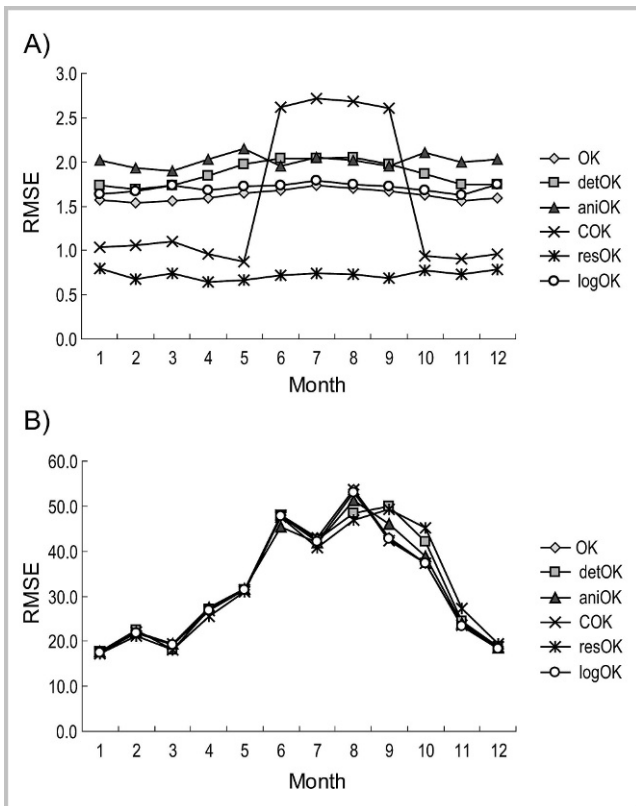 A)
RMSE
3.0
2.5
2.0
1.5
1.0
0.5
0.0
1 2 3 4 5 6 7 8 9 10 11 12
Month
OK
detOK
aniOK
COK
resOK
logOK
B)
RMSE
60.0
50.0
40.0
30.0
20.0
10.0
0.0
1 2 3 4 5 6 7 8 9 10 11 12
Month
OK
detOK
aniOK
COK
resOK
logOK